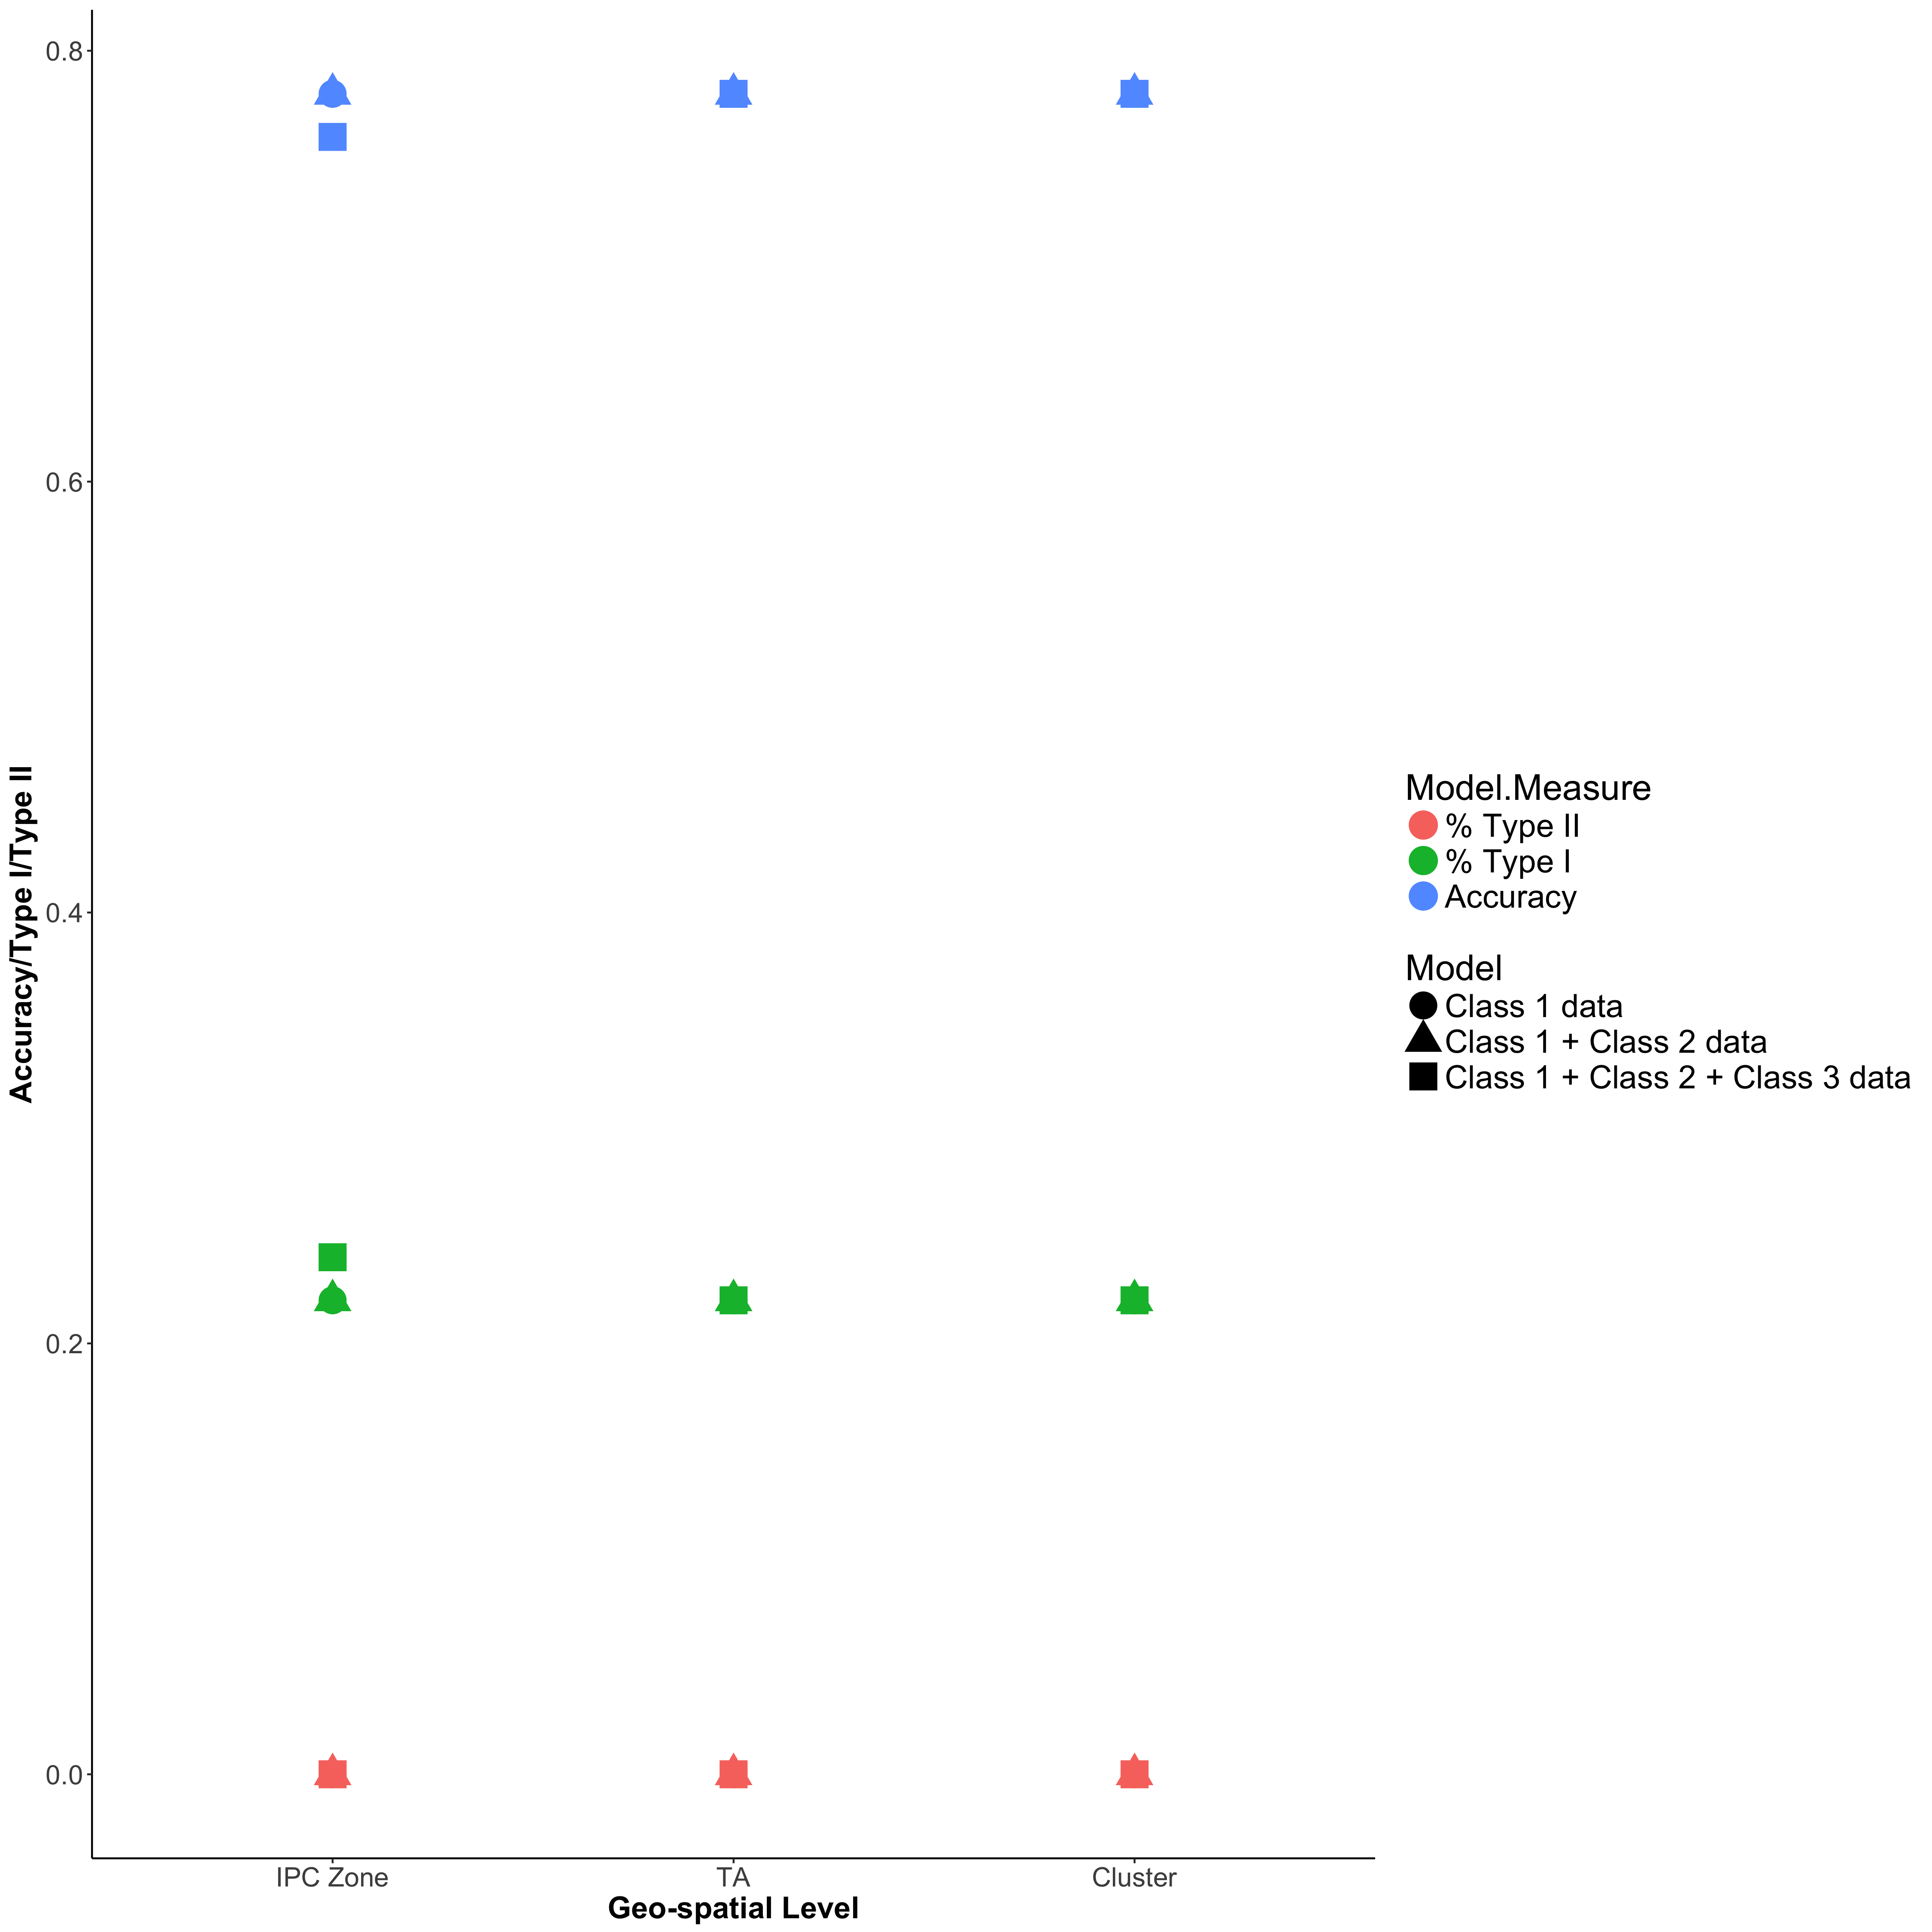 Accuracy/Type I/Type II
0.8
0.6
0.4
0.2
0.0
IPC Zone
TA
Cluster
Geo-spatial Level
Model.Measure
% Type II
% Type I
Accuracy
Model
Class 1 data
Class 1 + Class 2 data
Class 1 + Class 2 + Class 3 data